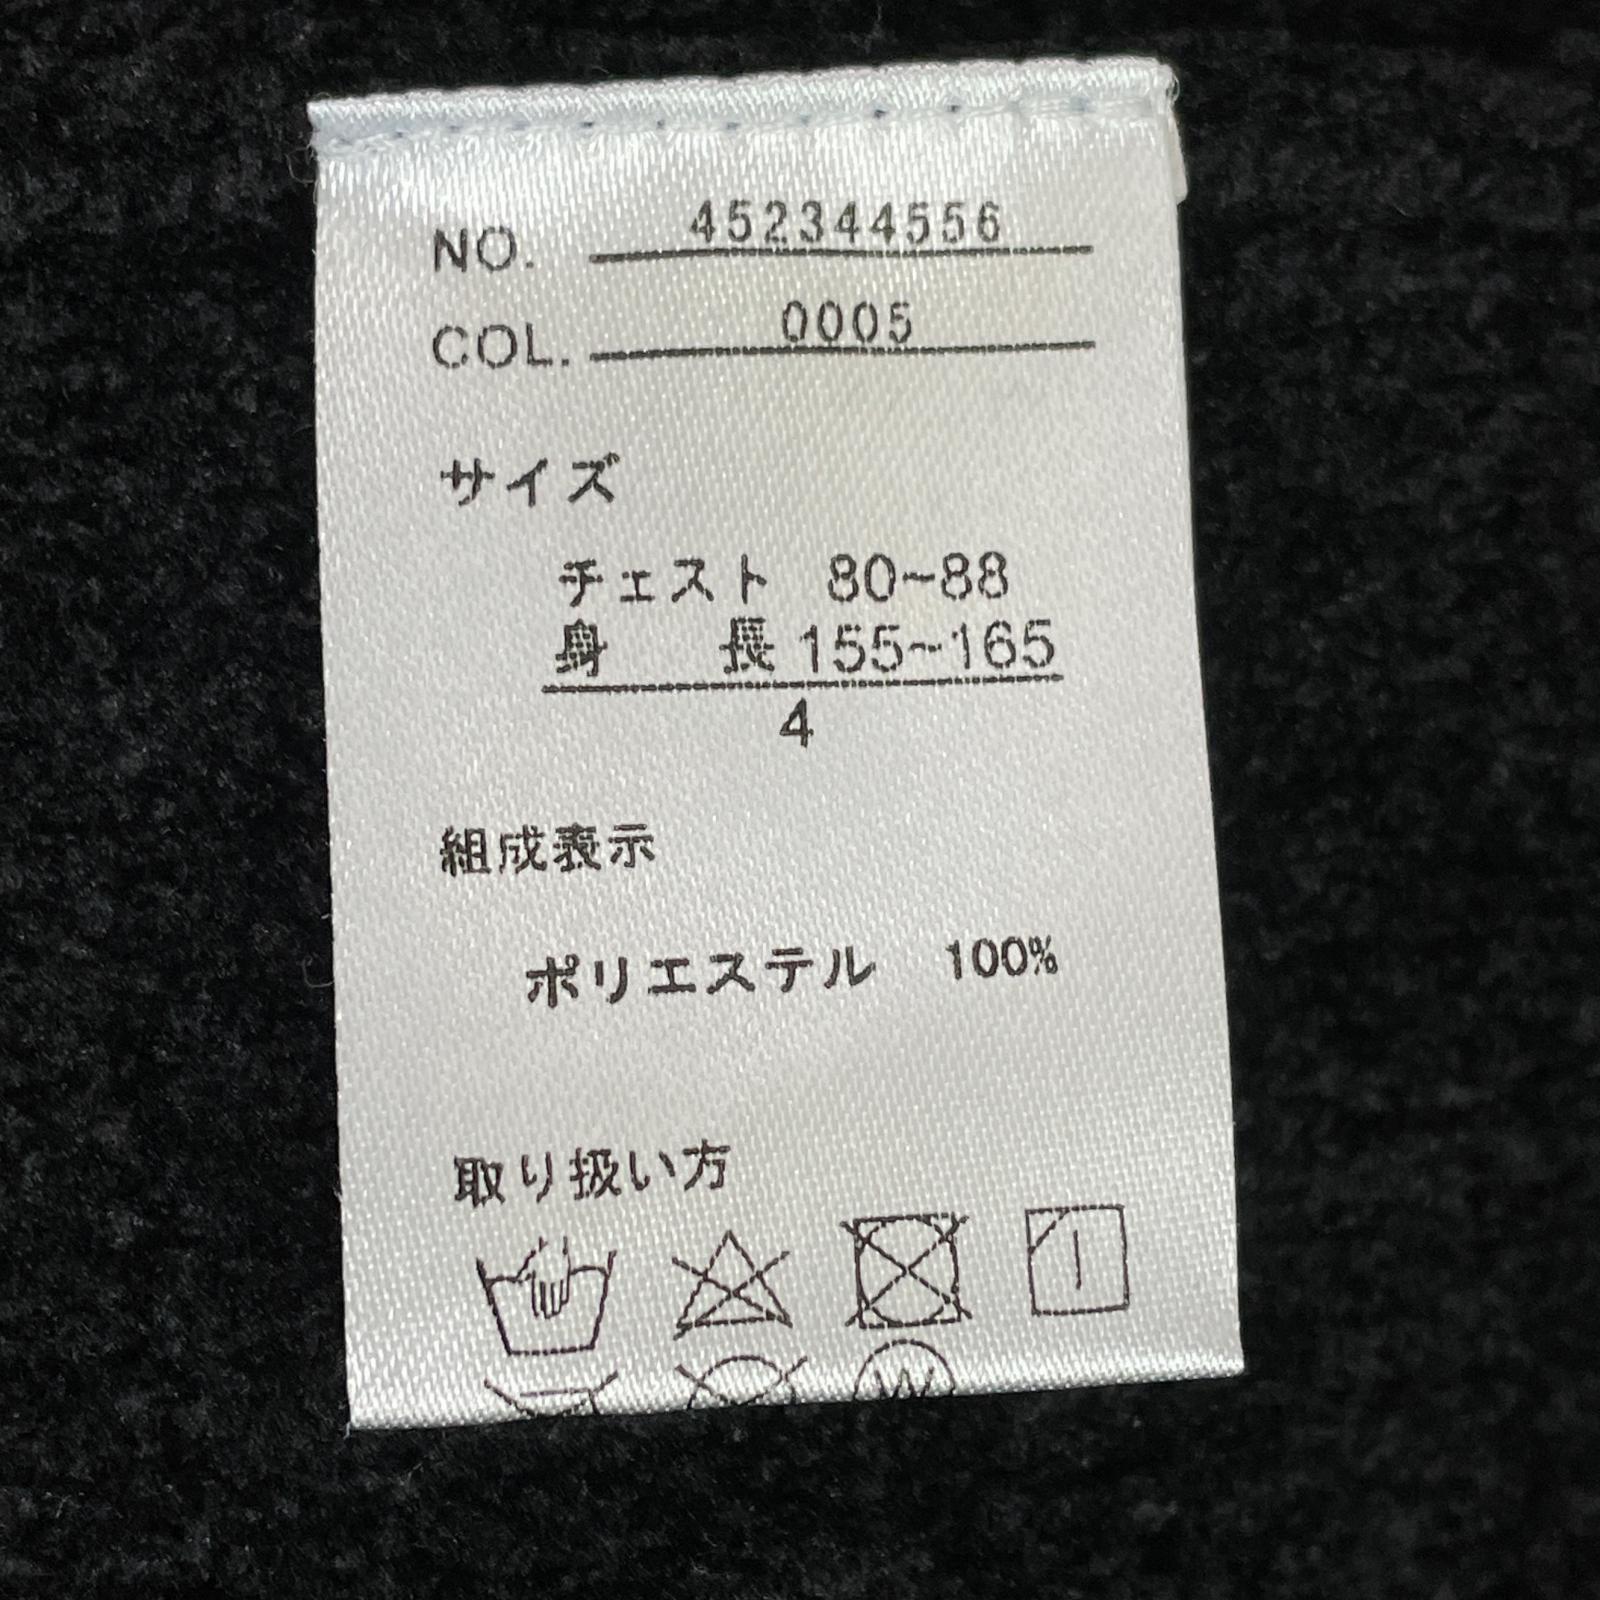 NO. 452344556
COL. 0005
サイズ
チェスト 80~88
身 長 155~165
4
組成表示
ポリエステル 100%
取り扱い方
W